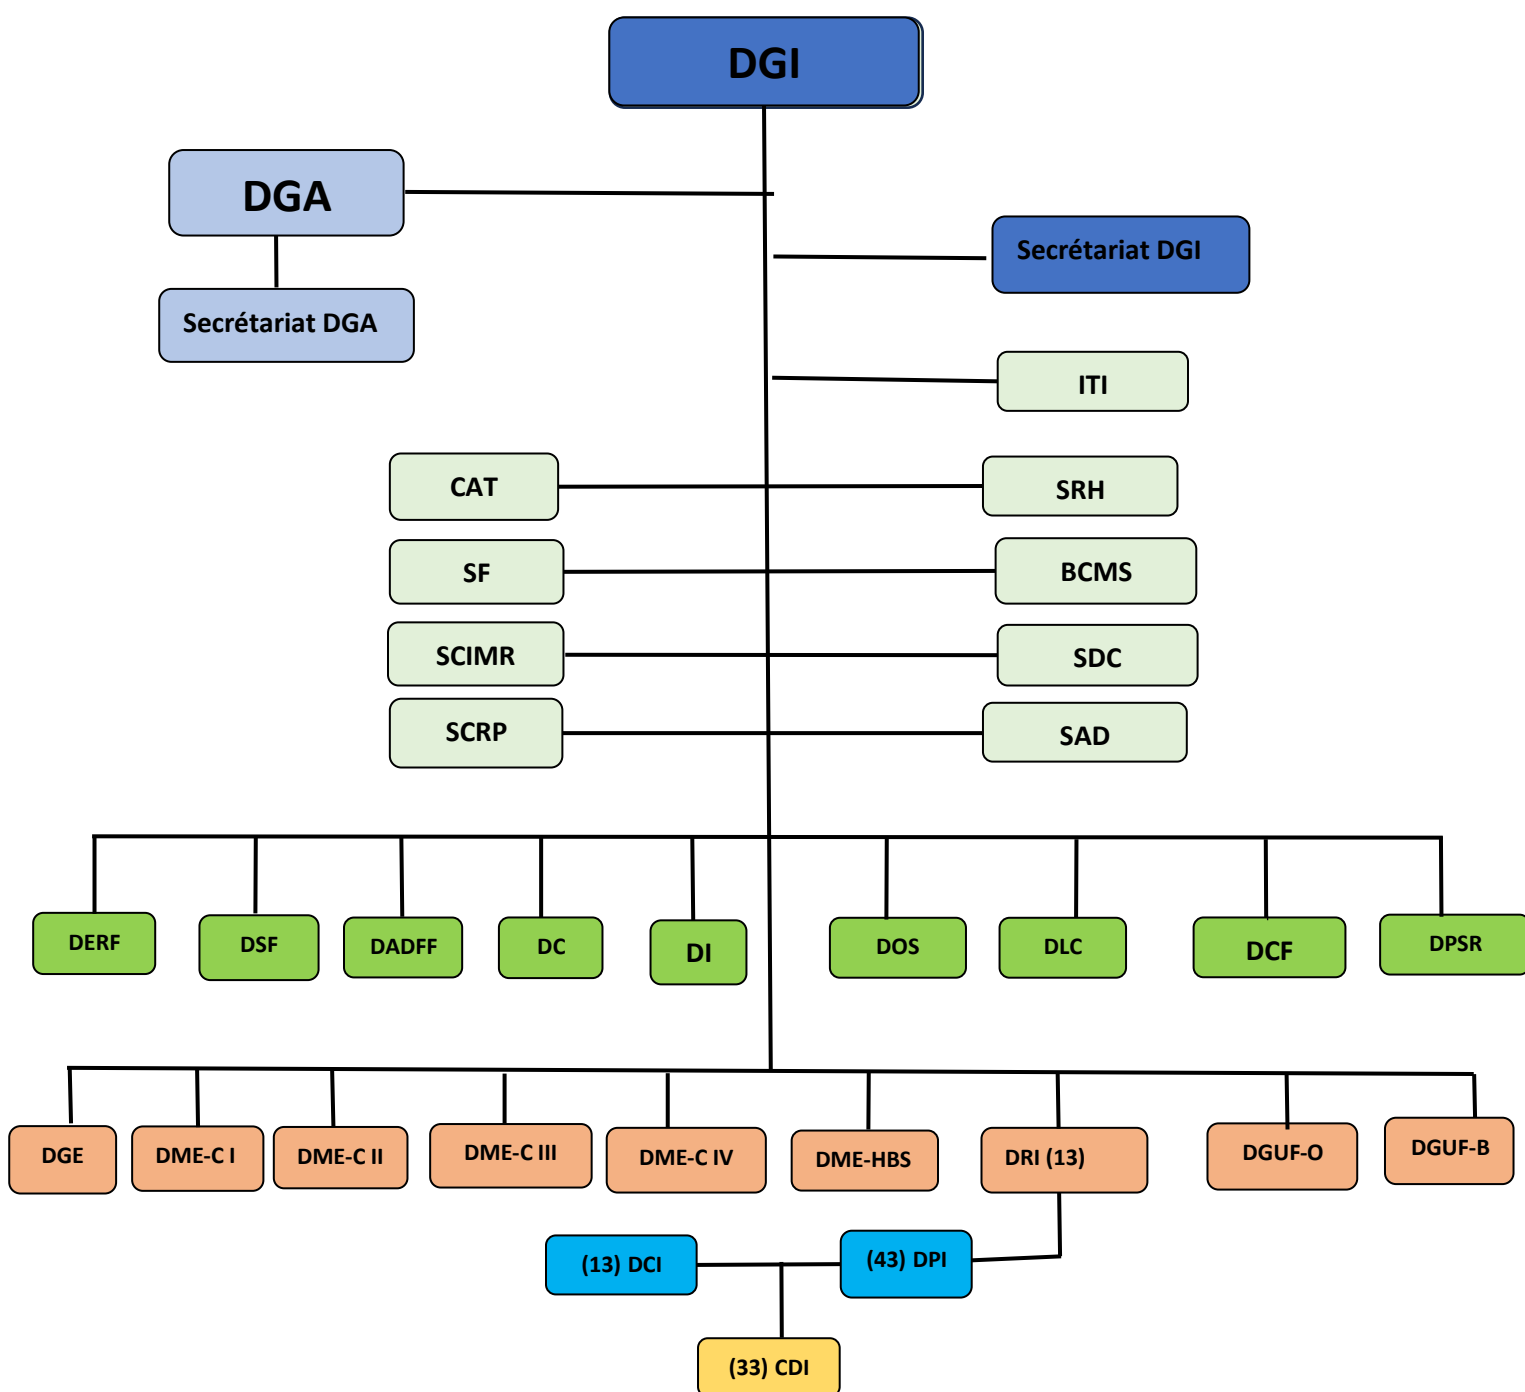 DGI
DGA
Secrétariat DGI
Secrétariat DGA
ITI
CAT
SRH
SF
BCMS
SCIMR
SDC
SCRP
SAD
DERF
DSF
DADFF
DC
DI
DOS
DLC
DCF
DPSR
DGE
DME-C I
DME-C II
DME-C III
DME-C IV
DME-HBS
DRI (13)
DGUF-O
DGUF-B
(13) DCI
(43) DPI
(33) CDI